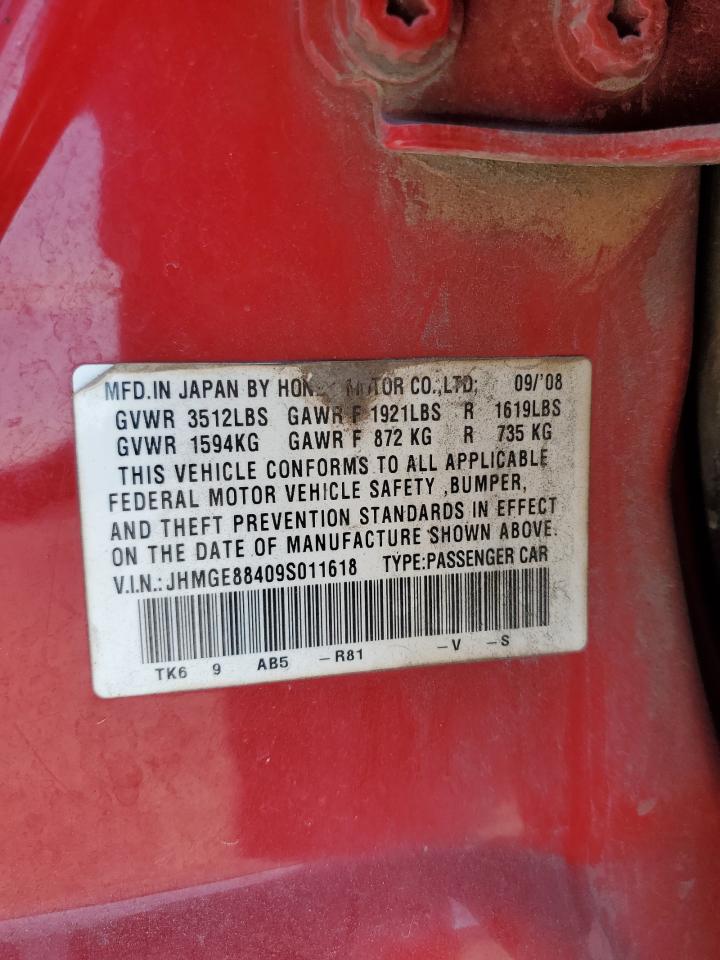 MFD.IN JAPAN BY HON MOTOR CO.,LTD; 09/'08
GVWR 3512LBS GAWR F 1921LBS R 1619LBS
GVWR 1594KG GAWR F 872 KG R 735 KG
THIS VEHICLE CONFORMS TO ALL APPLICABLE
FEDERAL MOTOR VEHICLE SAFETY ,BUMPER,
AND THEFT PREVENTION STANDARDS IN EFFECT
ON THE DATE OF MANUFACTURE SHOWN ABOVE.
V.I.N.: JHMGE88409S011618 TYPE:PASSENGER CAR
TK6 9 AB5 -R81 -V -S